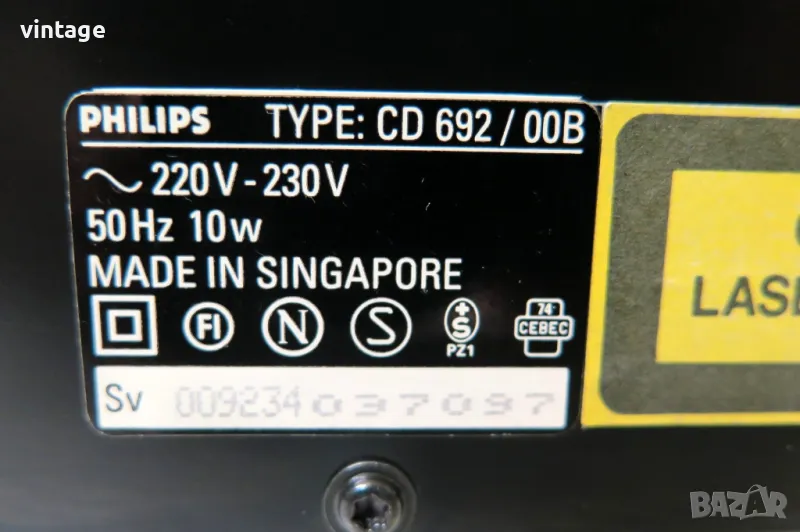 vintage
PHILIPS TYPE: CD 692 / 00B
~ 220V - 230V
50Hz 10w
MADE IN SINGAPORE
FI N S +S PZ1 74 CEBEC
Sv 009234037097
LAS
BAZAR